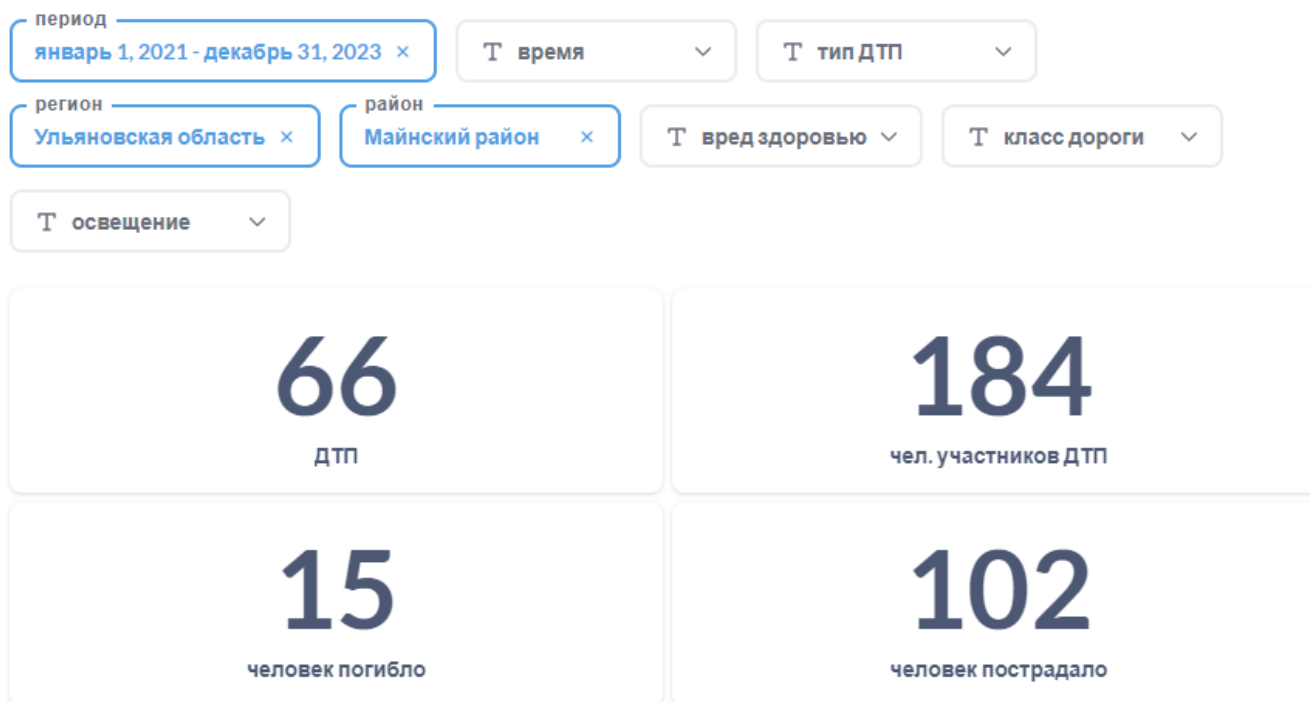 период
январь 1, 2021 - декабрь 31, 2023 ×
T время
T тип ДТП
регион
Ульяновская область ×
район
Майнский район ×
T вред здоровью
T класс дороги
T освещение
66
ДТП
184
чел. участников ДТП
15
человек погибло
102
человек пострадало